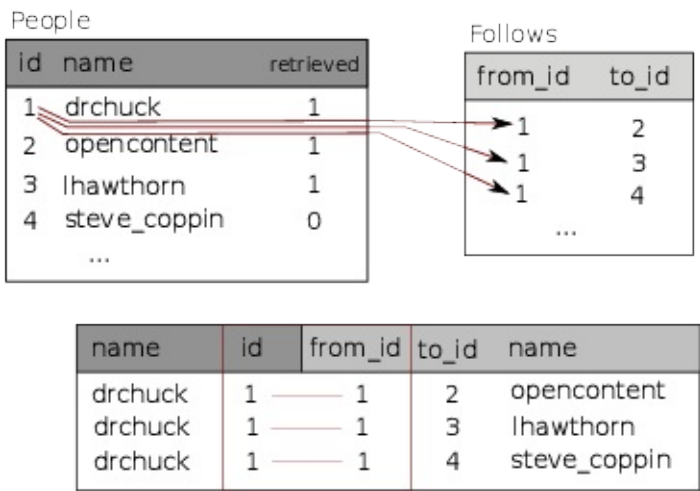 People
id name retrieved
1 drchuck 1
2 opencontent 1
3 lhawthorn 1
4 steve_coppin 0
...
Follows
from_id to_id
1 2
1 3
1 4
...
name id from_id to_id name
drchuck 1 1 2 opencontent
drchuck 1 1 3 lhawthorn
drchuck 1 1 4 steve_coppin